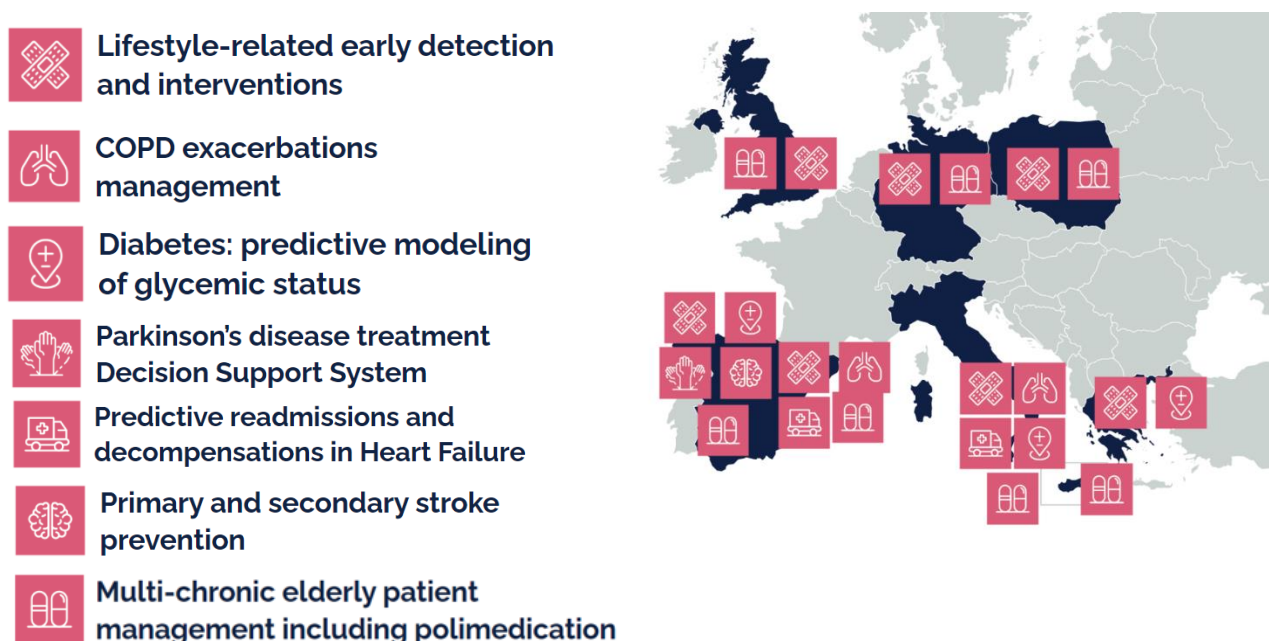 Lifestyle-related early detection
and interventions
COPD exacerbations
management
Diabetes: predictive modeling
of glycemic status
Parkinson’s disease treatment
Decision Support System
Predictive readmissions and
decompensations in Heart Failure
Primary and secondary stroke
prevention
Multi-chronic elderly patient
management including polimedication